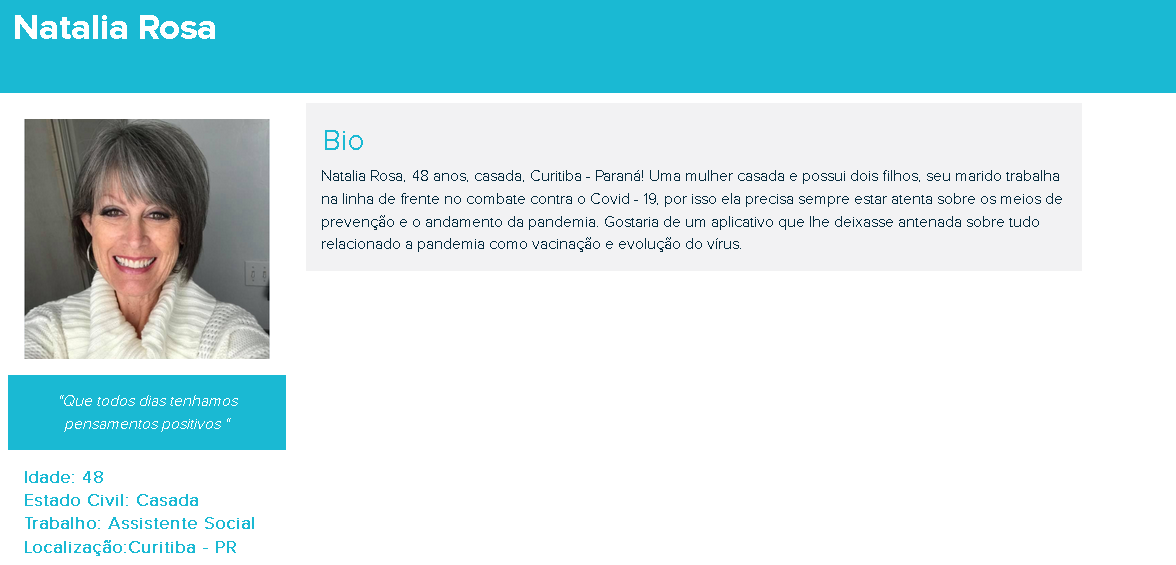 Natalia Rosa
Bio
Natalia Rosa, 48 anos, casada, Curitiba - Paraná! Uma mulher casada e possui dois filhos, seu marido trabalha
na linha de frente no combate contra o Covid - 19, por isso ela precisa sempre estar atenta sobre os meios de
prevenção e o andamento da pandemia. Gostaria de um aplicativo que lhe deixasse antenada sobre tudo
relacionado a pandemia como vacinação e evolução do vírus.
"Que todos dias tenhamos
pensamentos positivos "
Idade: 48
Estado Civil: Casada
Trabalho: Assistente Social
Localização:Curitiba - PR